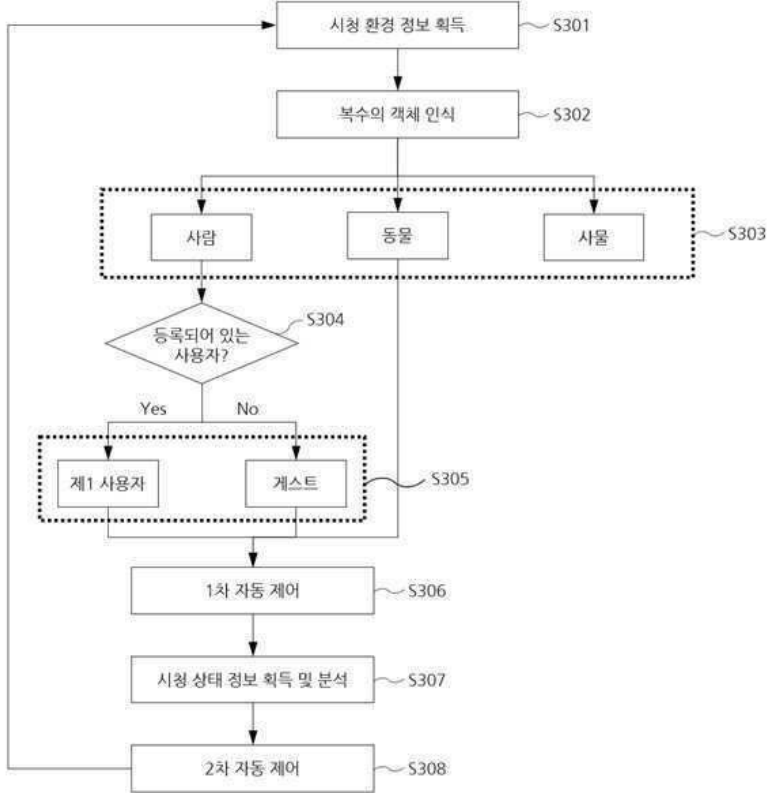 시청 환경 정보 획득
S301
복수의 객체 인식
S302
사람
동물
사물
S303
S304
등록되어 있는
사용자?
Yes
No
제1 사용자
게스트
S305
1차 자동 제어
S306
시청 상태 정보 획득 및 분석
S307
2차 자동 제어
S308